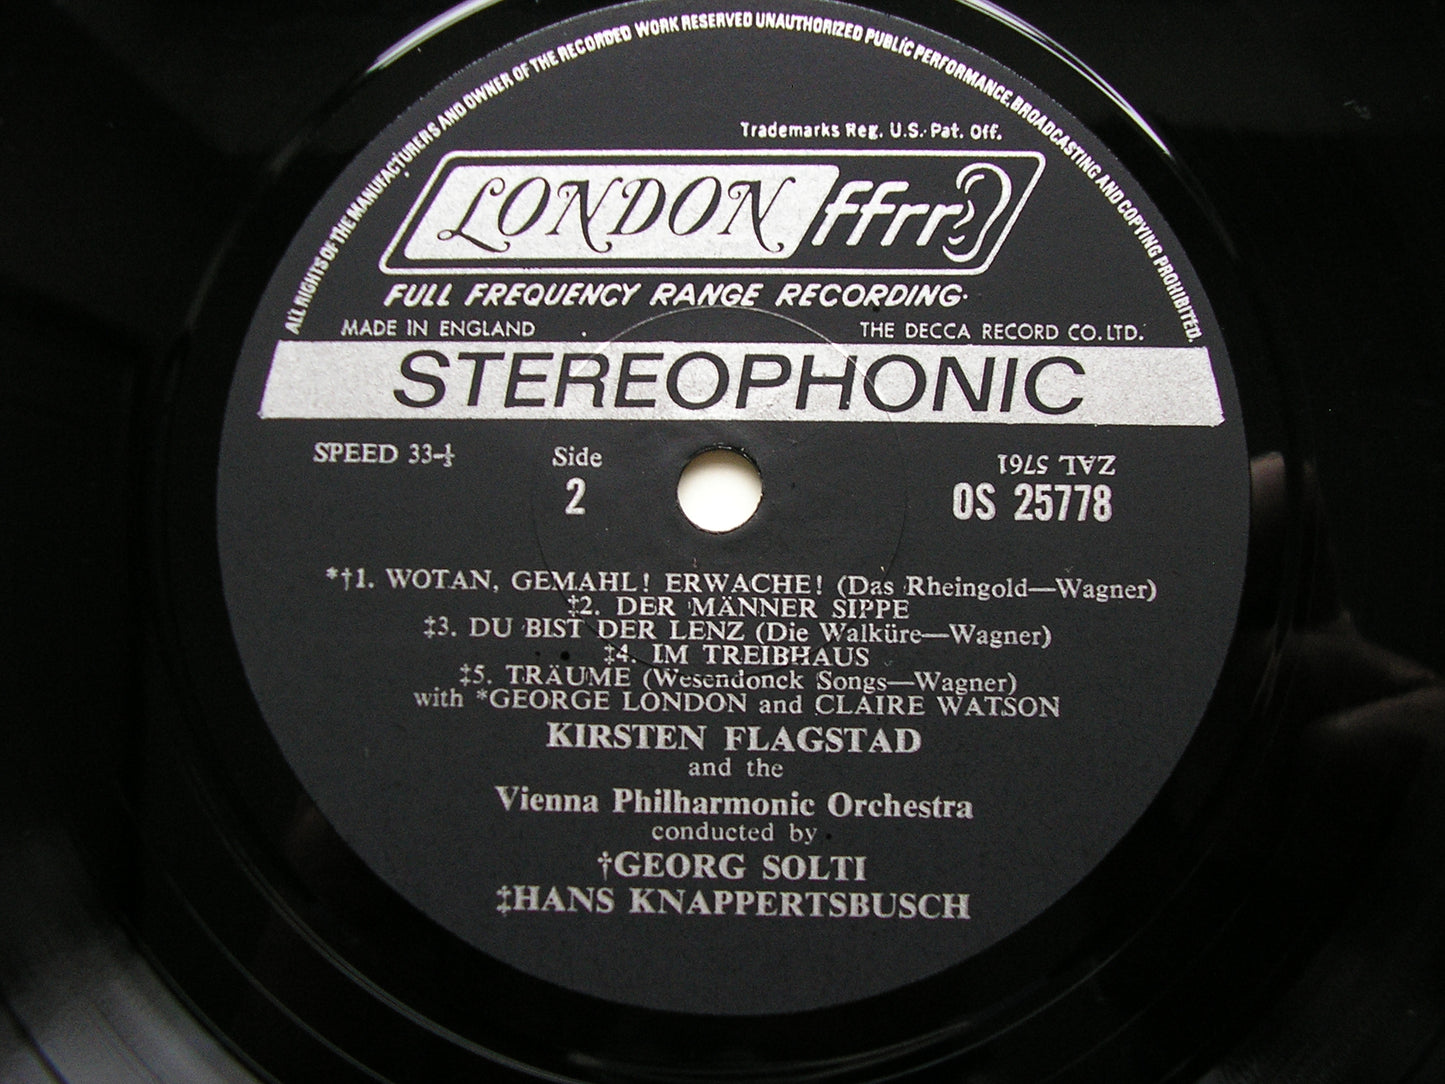 ALL RIGHTS OF THE MANUFACTURERS AND OWNER OF THE RECORDED WORK RESERVED UNAUTHORIZED PUBLIC PERFORMANCE, BROADCASTING AND COPYING PROHIBITED.
Trademarks Reg. U.S. Pat. Off.
LONDON ffrr
FULL FREQUENCY RANGE RECORDING
MADE IN ENGLAND THE DECCA RECORD CO. LTD.
STEREOPHONIC
SPEED 33-⅓ Side ZAL 5761
2 OS 25778
*†1. WOTAN, GEMAHL! ERWACHE! (Das Rheingold—Wagner)
‡2. DER MÄNNER SIPPE
‡3. DU BIST DER LENZ (Die Walküre—Wagner)
‡4. IM TREIBHAUS
‡5. TRÄUME (Wesendonck Songs—Wagner)
with *GEORGE LONDON and CLAIRE WATSON
KIRSTEN FLAGSTAD
and the
Vienna Philharmonic Orchestra
conducted by
†GEORG SOLTI
‡HANS KNAPPERTSBUSCH